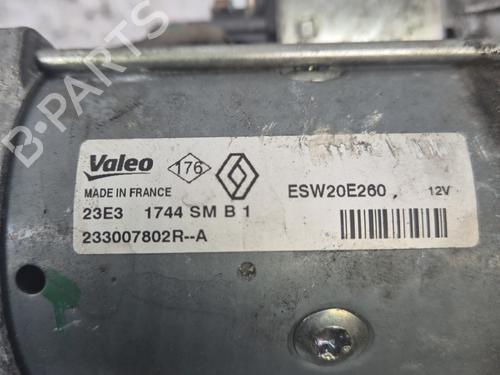 B-PARTS
Valeo 176
ESW20E260 12V
MADE IN FRANCE
23E3 1744 SM B 1
233007802R--A